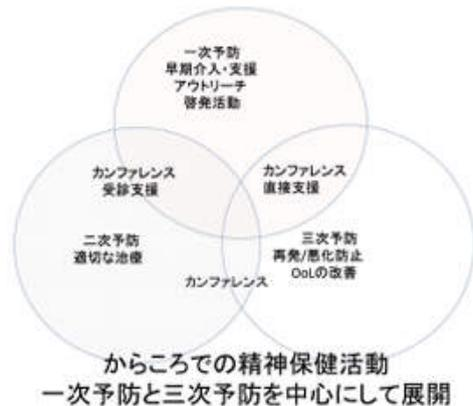 一次予防
早期介入・支援
アウトリーチ
啓発活動
カンファレンス
受診支援
カンファレンス
直接支援
二次予防
適切な治療
三次予防
再発/悪化防止
QoLの改善
カンファレンス
からころでの精神保健活動
一次予防と三次予防を中心にして展開